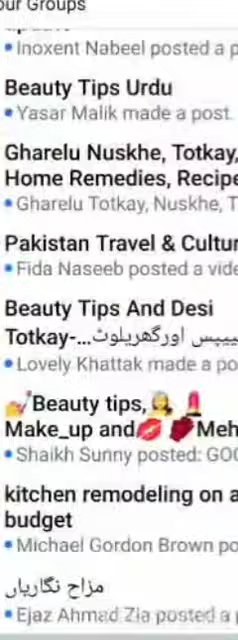 our Groups
• Inoxent Nabeel posted a p
Beauty Tips Urdu
• Yasar Malik made a post.
Gharelu Nuskhe, Totkay,
Home Remedies, Recipe
• Gharelu Totkay, Nuskhe, T
Pakistan Travel & Cultur
• Fida Naseeb posted a vide
Beauty Tips And Desi
Totkay-...ٹیپس اورگھریلوٹ
• Lovely Khattak made a po
💅Beauty tips,💇💄
Make_up and💋🌹Meh
• Shaikh Sunny posted: GOO
kitchen remodeling on a
budget
• Michael Gordon Brown po
مزاح نگاریاں
• Ejaz Ahmad Zia posted a p